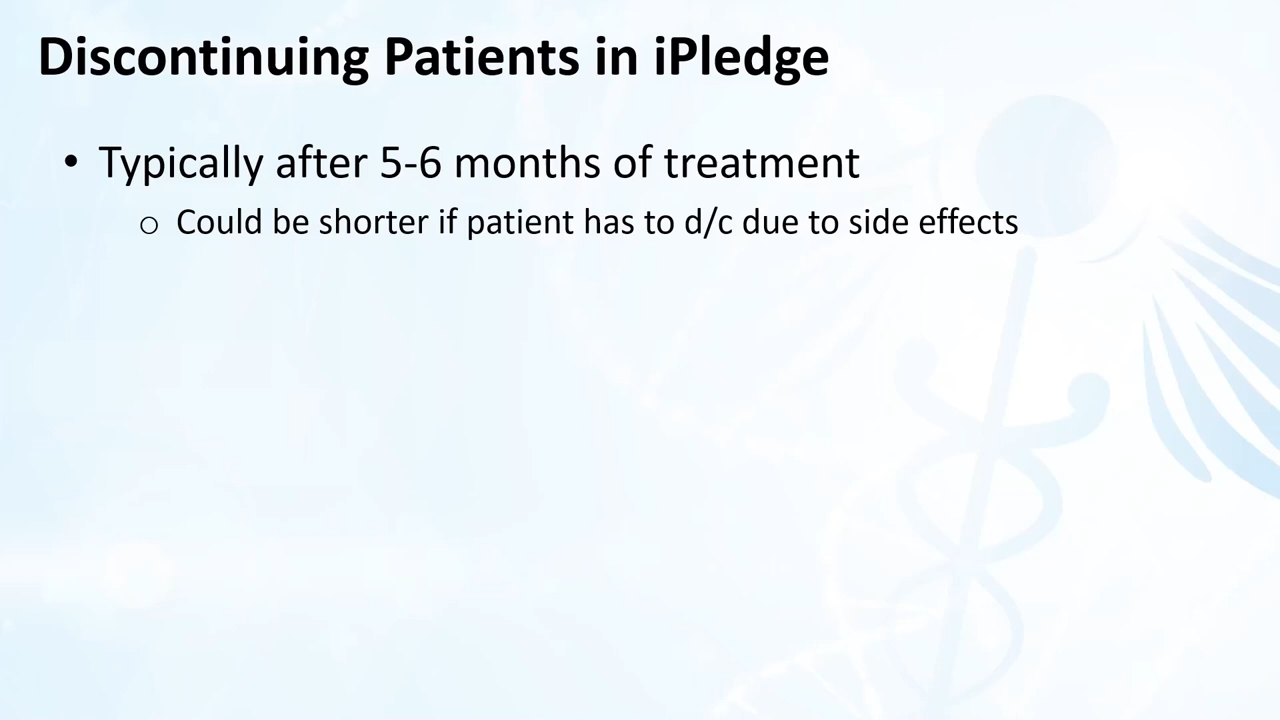 Discontinuing Patients in iPledge
• Typically after 5-6 months of treatment
o Could be shorter if patient has to d/c due to side effects